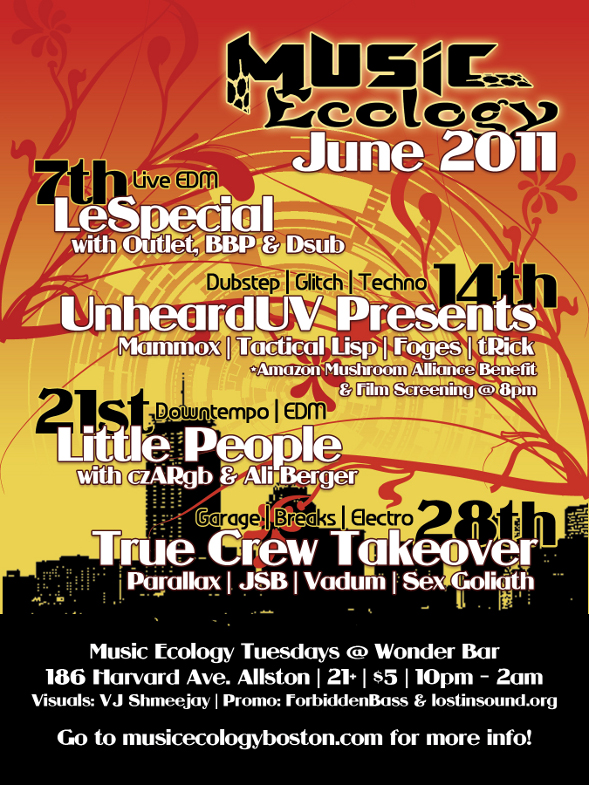 Music
Ecology
June 2011
7th Live EDM
LeSpecial
with Outlet, BBP & Dsub
Dubstep | Glitch | Techno 14th
UnheardUV Presents
Mammox | Tactical Lisp | Foges | tRick
*Amazon Mushroom Alliance Benefit
& Film Screening @ 8pm
21st Downtempo | EDM
Little People
with czARgb & Ali Berger
Garage | Breaks | Electro 28th
True Crew Takeover
Parallax | JSB | Vadum | Sex Goliath
Music Ecology Tuesdays @ Wonder Bar
186 Harvard Ave. Allston | 21+ | $5 | 10pm - 2am
Visuals: VJ Shmeejay | Promo: ForbiddenBass & lostinsound.org
Go to musicecologyboston.com for more info!